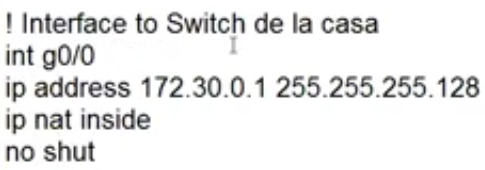 ! Interface to Switch de la casa
int g0/0
ip address 172.30.0.1 255.255.255.128
ip nat inside
no shut